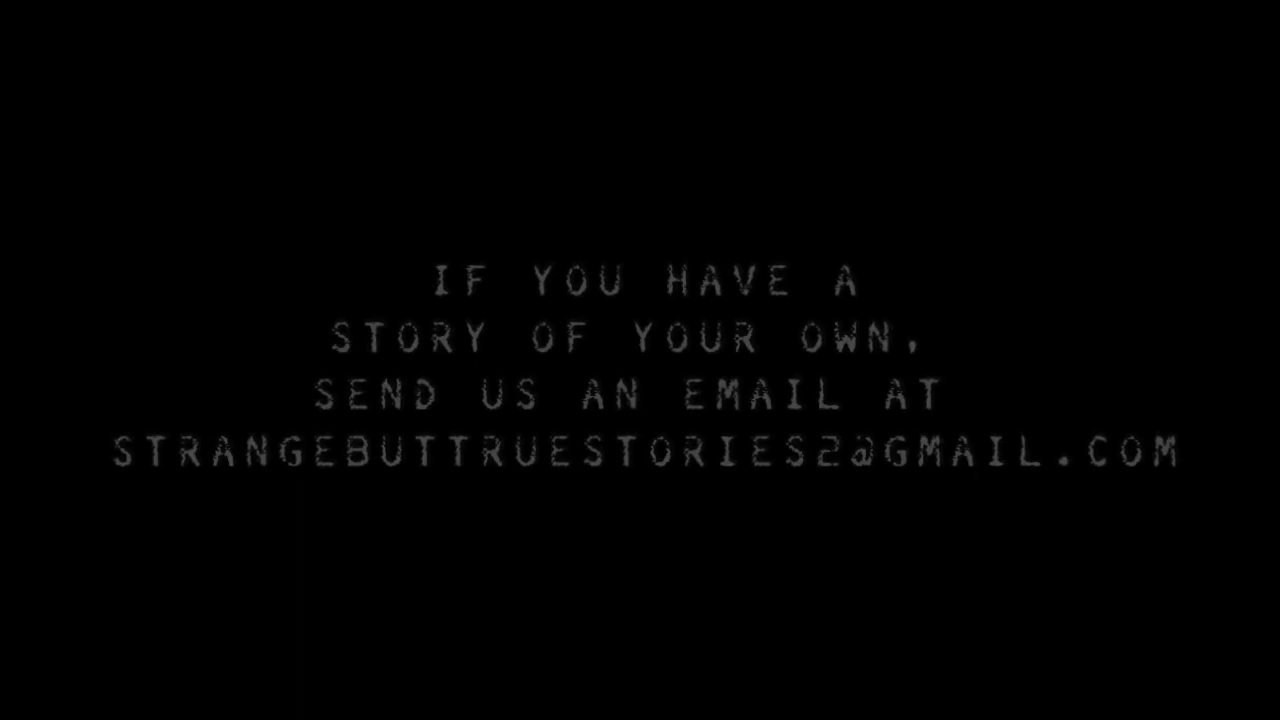 IF YOU HAVE A
STORY OF YOUR OWN,
SEND US AN EMAIL AT
STRANGEBUTTRUESTORIES2@GMAIL.COM